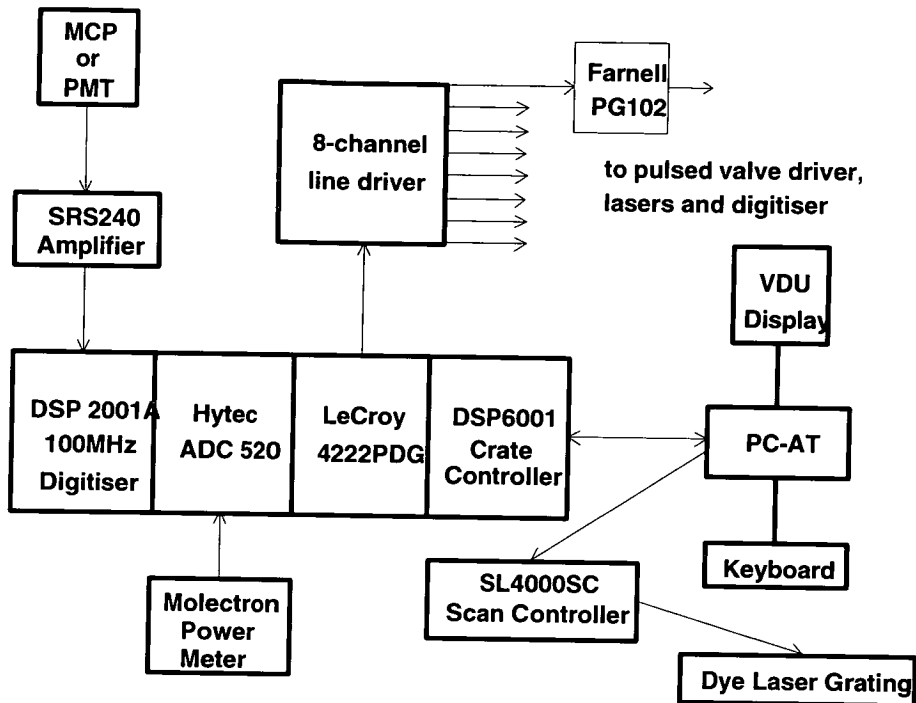 MCP
or
PMT
Farnell
PG102
8-channel
line driver
to pulsed valve driver,
lasers and digitiser
SRS240
Amplifier
VDU
Display
DSP 2001A
100MHz
Digitiser
Hytec
ADC 520
LeCroy
4222PDG
DSP6001
Crate
Controller
PC-AT
Keyboard
SL4000SC
Scan Controller
Molectron
Power
Meter
Dye Laser Grating